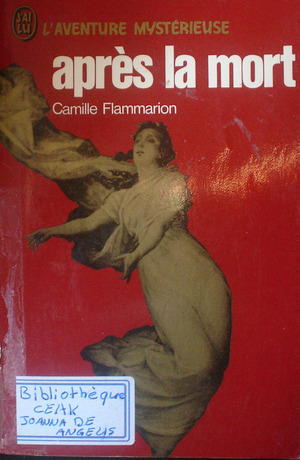 J'AI LU
L'AVENTURE MYSTÉRIEUSE
après la mort
Camille Flammarion
Bibliothèque
CEAK
JOANNA DE
ANGELIS